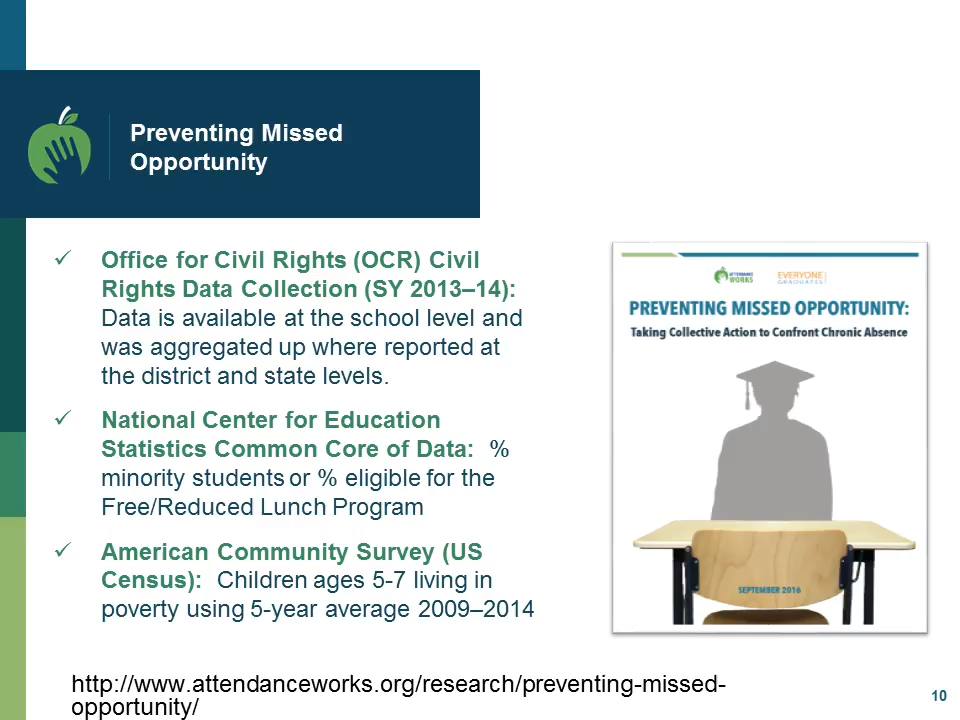 Preventing Missed
Opportunity
✓ Office for Civil Rights (OCR) Civil
Rights Data Collection (SY 2013–14):
Data is available at the school level and
was aggregated up where reported at
the district and state levels.
✓ National Center for Education
Statistics Common Core of Data: %
minority students or % eligible for the
Free/Reduced Lunch Program
✓ American Community Survey (US
Census): Children ages 5-7 living in
poverty using 5-year average 2009–2014
ATTENDANCE
WORKS
EVERYONE
GRADUATES
PREVENTING MISSED OPPORTUNITY:
Taking Collective Action to Confront Chronic Absence
SEPTEMBER 2016
http://www.attendanceworks.org/research/preventing-missed-
opportunity/
10